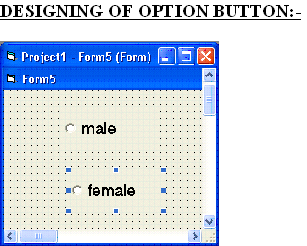 DESIGNING OF OPTION BUTTON:-
Project1 - Form5 (Form)
Form5
male
female